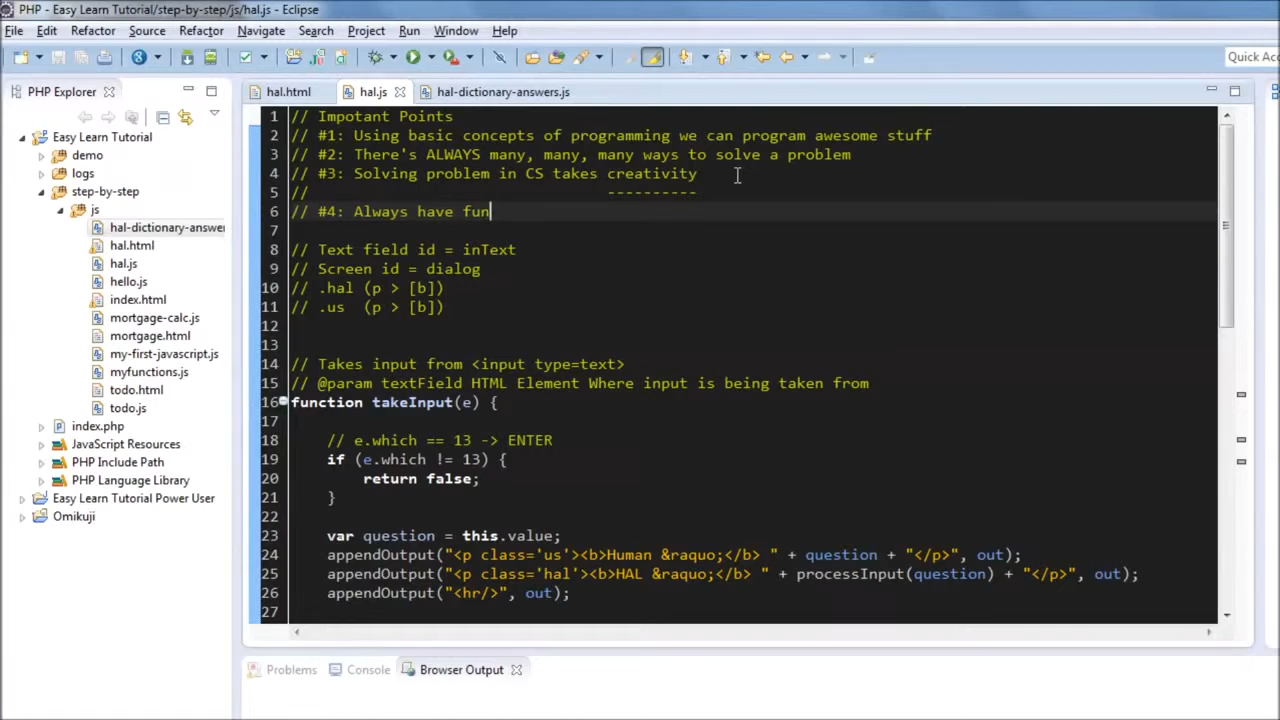 PHP - Easy Learn Tutorial/step-by-step/js/hal.js - Eclipse
File Edit Refactor Source Refactor Navigate Search Project Run Window Help
Quick Ac
PHP Explorer
hal.html hal.js hal-dictionary-answers.js
Easy Learn Tutorial
demo
logs
step-by-step
js
hal-dictionary-answer
hal.html
hal.js
hello.js
index.html
mortgage-calc.js
mortgage.html
my-first-javascript.js
myfunctions.js
todo.html
todo.js
index.php
JavaScript Resources
PHP Include Path
PHP Language Library
Easy Learn Tutorial Power User
Omikuji
1 // Impotant Points
2 // #1: Using basic concepts of programming we can program awesome stuff
3 // #2: There's ALWAYS many, many, many ways to solve a problem
4 // #3: Solving problem in CS takes creativity
5 // ----------
6 // #4: Always have fun
7
8 // Text field id = inText
9 // Screen id = dialog
10 // .hal (p > [b])
11 // .us (p > [b])
12
13
14 // Takes input from <input type=text>
15 // @param textField HTML Element Where input is being taken from
16 function takeInput(e) {
17
18 // e.which == 13 -> ENTER
19 if (e.which != 13) {
20 return false;
21 }
22
23 var question = this.value;
24 appendOutput("<p class='us'><b>Human &raquo;</b> " + question + "</p>", out);
25 appendOutput("<p class='hal'><b>HAL &raquo;</b> " + processInput(question) + "</p>", out);
26 appendOutput("<hr/>", out);
27
Problems Console Browser Output